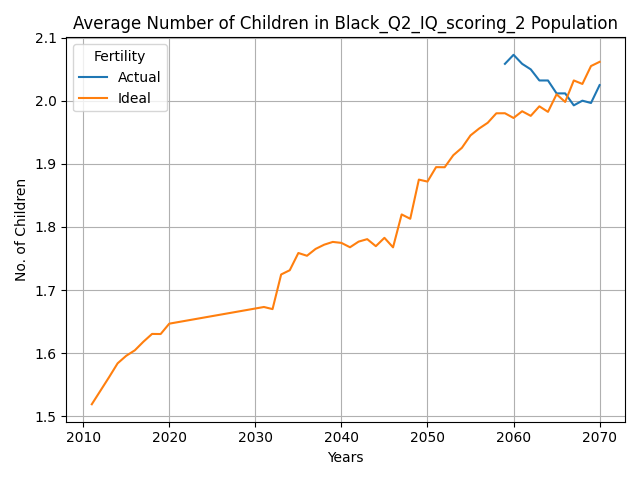 Average Number of Children in Black_Q2_IQ_scoring_2 Population
2.1
2.0
1.9
1.8
1.7
1.6
1.5
No. of Children
Fertility
Actual
Ideal
2010 2020 2030 2040 2050 2060 2070
Years